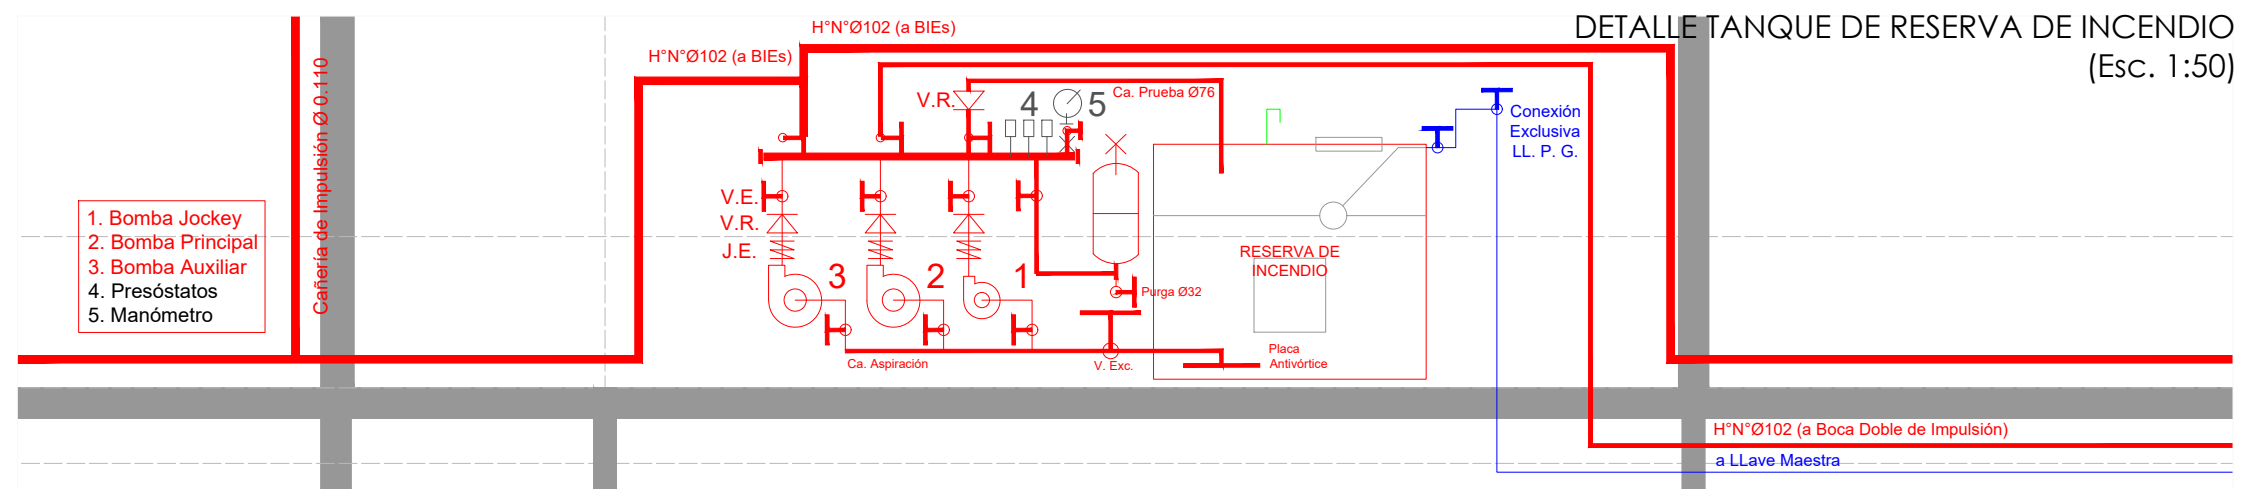 DETALLE TANQUE DE RESERVA DE INCENDIO
(Esc. 1:50)
H°N°Ø102 (a BIEs)
H°N°Ø102 (a BIEs)
Cañería de Impulsión Ø 0.110
V.R.
4
5
Ca. Prueba Ø76
Conexión
Exclusiva
LL. P. G.
1. Bomba Jockey
2. Bomba Principal
3. Bomba Auxiliar
4. Presóstatos
5. Manómetro
V.E.
V.R.
J.E.
3
2
1
RESERVA DE
INCENDIO
Purga Ø32
Ca. Aspiración
V. Exc.
Placa
Antivórtice
H°N°Ø102 (a Boca Doble de Impulsión)
a LLave Maestra